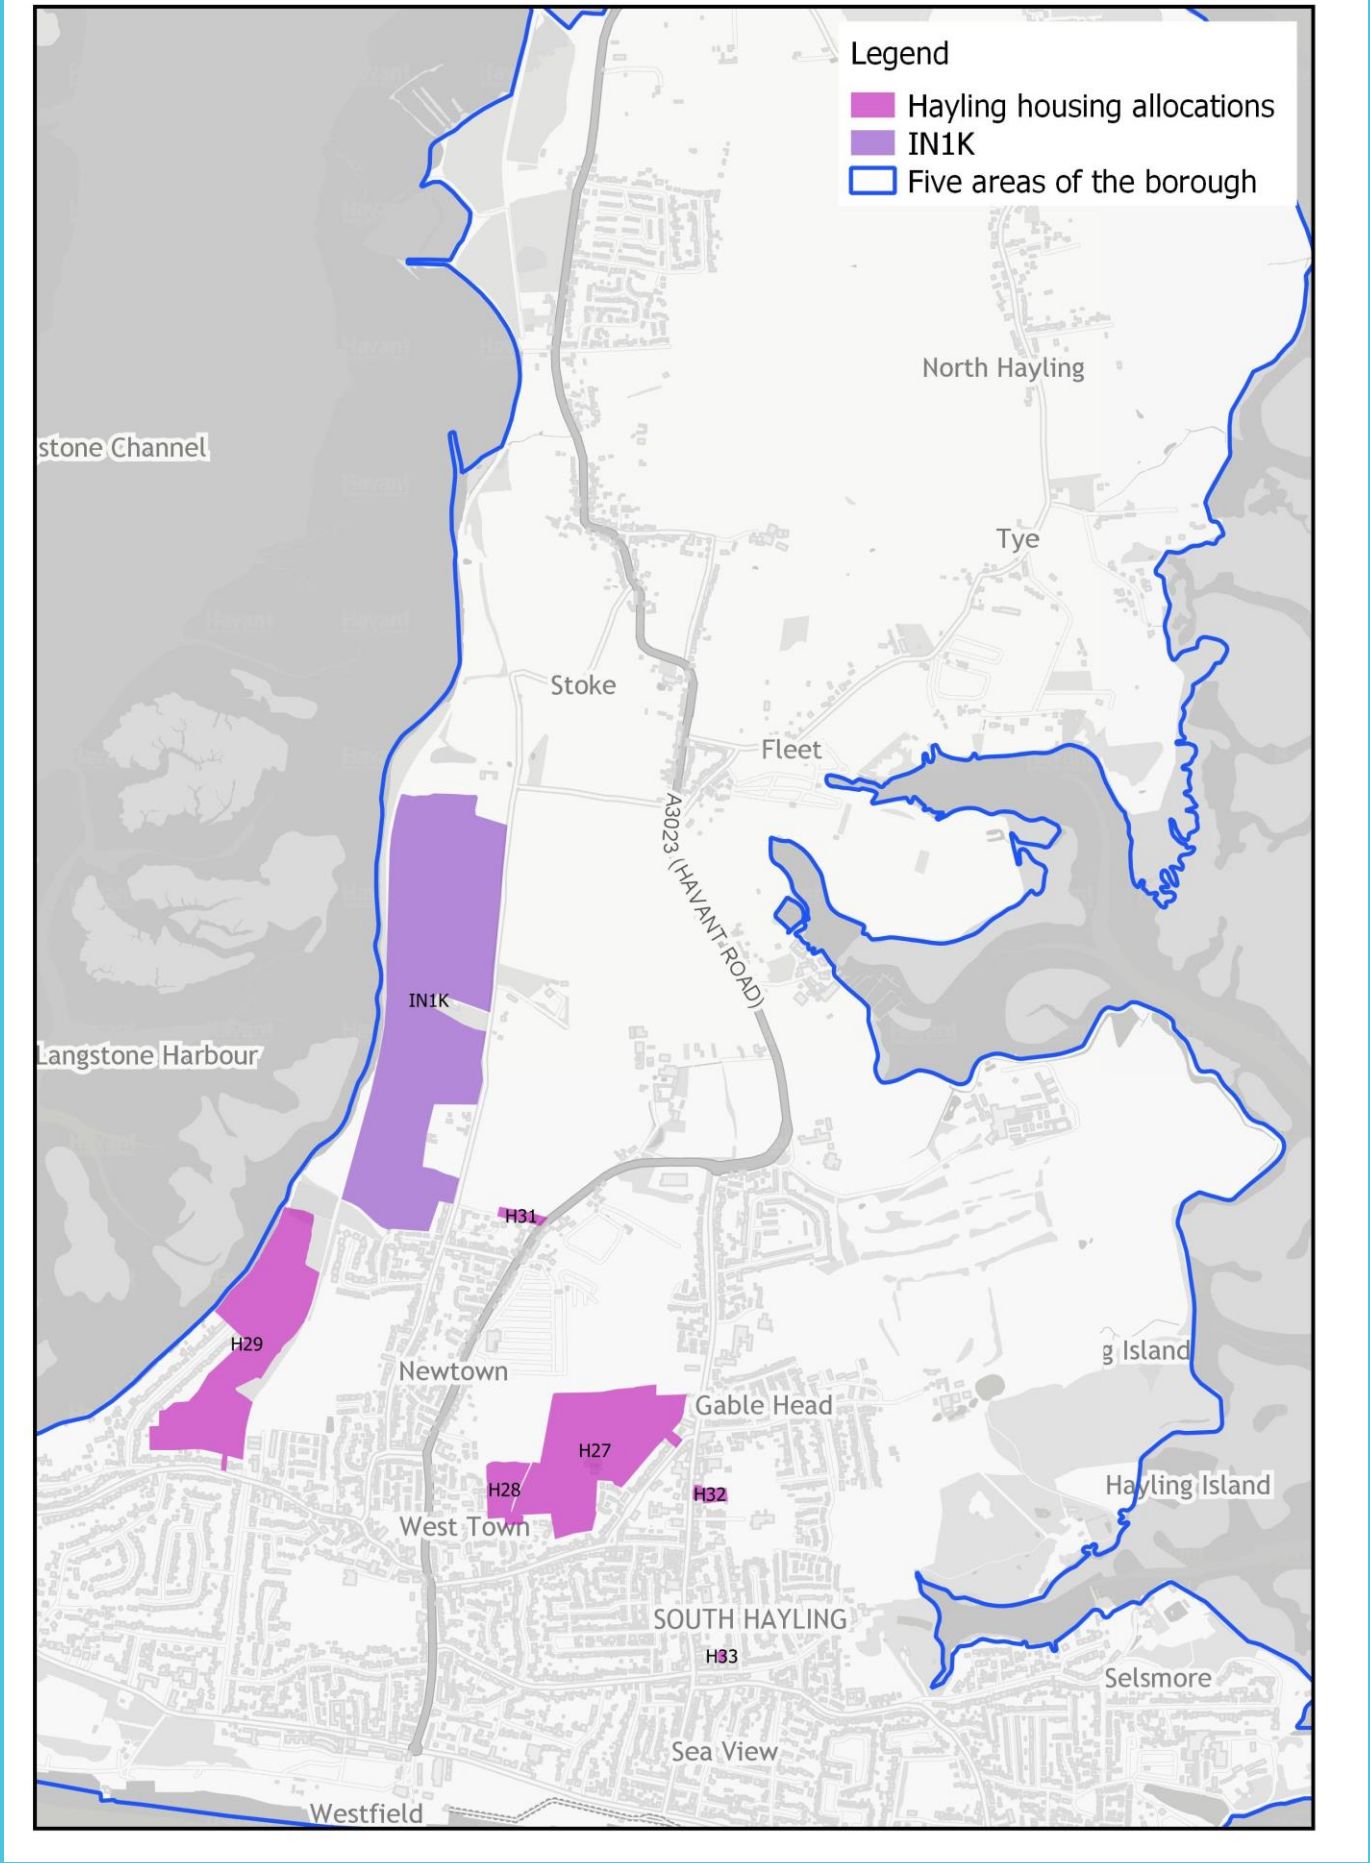 Legend
Hayling housing allocations
IN1K
Five areas of the borough
North Hayling
stone Channel
Tye
Stoke
Fleet
A3023 (HAVANT ROAD)
IN1K
Langstone Harbour
H31
H29
g Island
Newtown
Gable Head
H27
H28
H32
Hayling Island
West Town
SOUTH HAYLING
H33
Selsmore
Sea View
Westfield